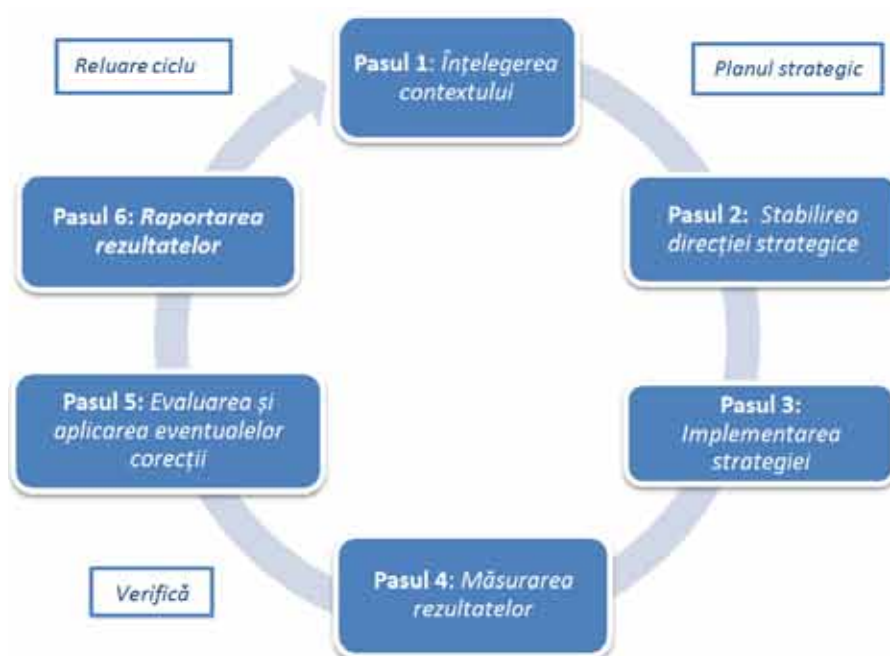 Reluare ciclu
Pasul 1: Înțelegerea
contextului
Planul strategic
Pasul 2: Stabilirea
direcției strategice
Pasul 3:
Implementarea
strategiei
Pasul 4: Măsurarea
rezultatelor
Verifică
Pasul 5: Evaluarea și
aplicarea eventualelor
corecții
Pasul 6: Raportarea
rezultatelor